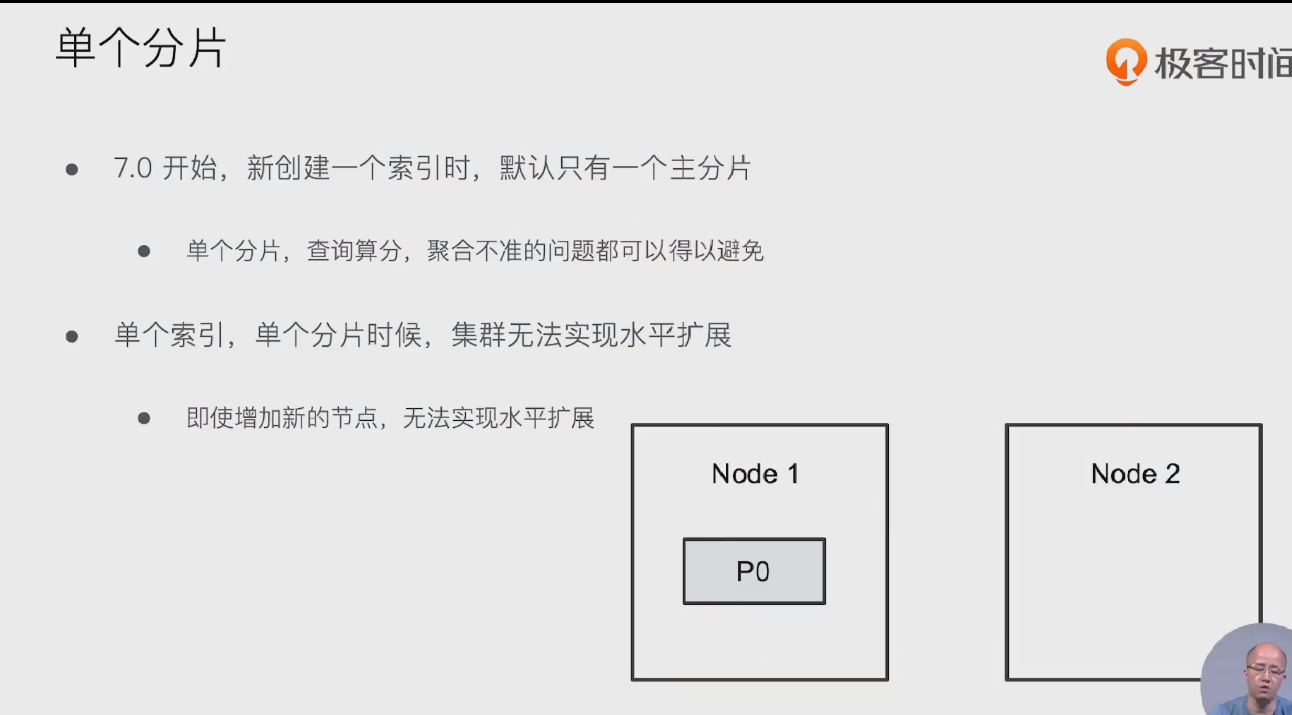 单个分片
极客时间
7.0 开始，新创建一个索引时，默认只有一个主分片
单个分片，查询算分，聚合不准的问题都可以得以避免
单个索引，单个分片时候，集群无法实现水平扩展
即使增加新的节点，无法实现水平扩展
Node 1
Node 2
P0